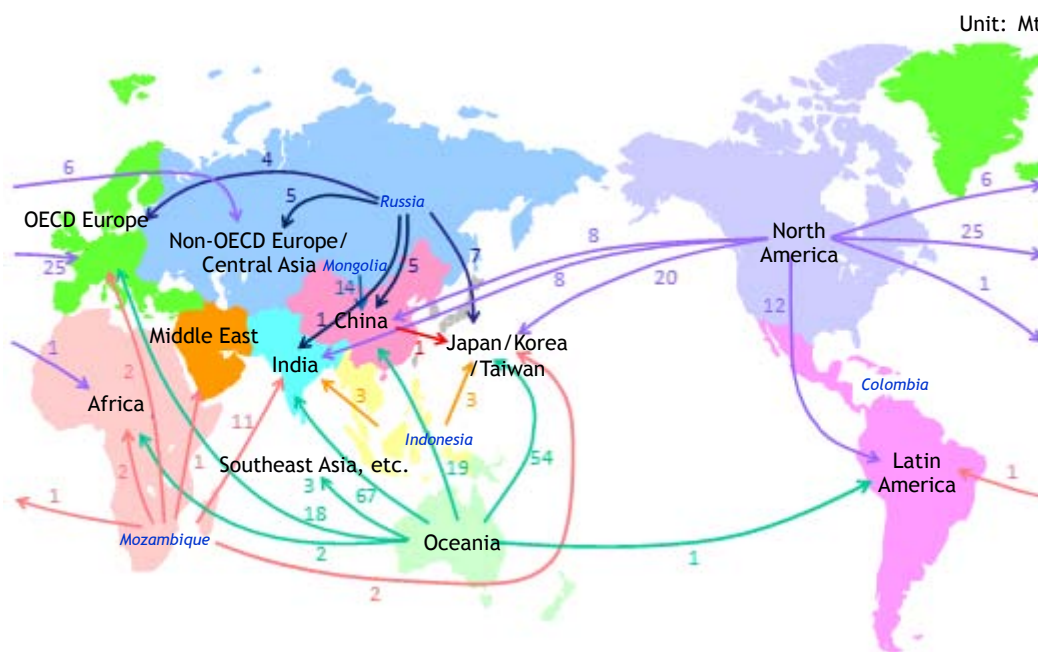 Unit: Mt
6
4
5
Russia
6
OECD Europe
Non-OECD Europe/
Central Asia
Mongolia
7
8
North
America
25
25
14
5
8
20
1
12
1
China
Middle East
1
Japan/Korea
/Taiwan
1
India
2
Africa
3
3
Colombia
11
Indonesia
2
1
Southeast Asia, etc.
19
54
Latin
America
1
3
67
18
1
Mozambique
2
Oceania
1
2